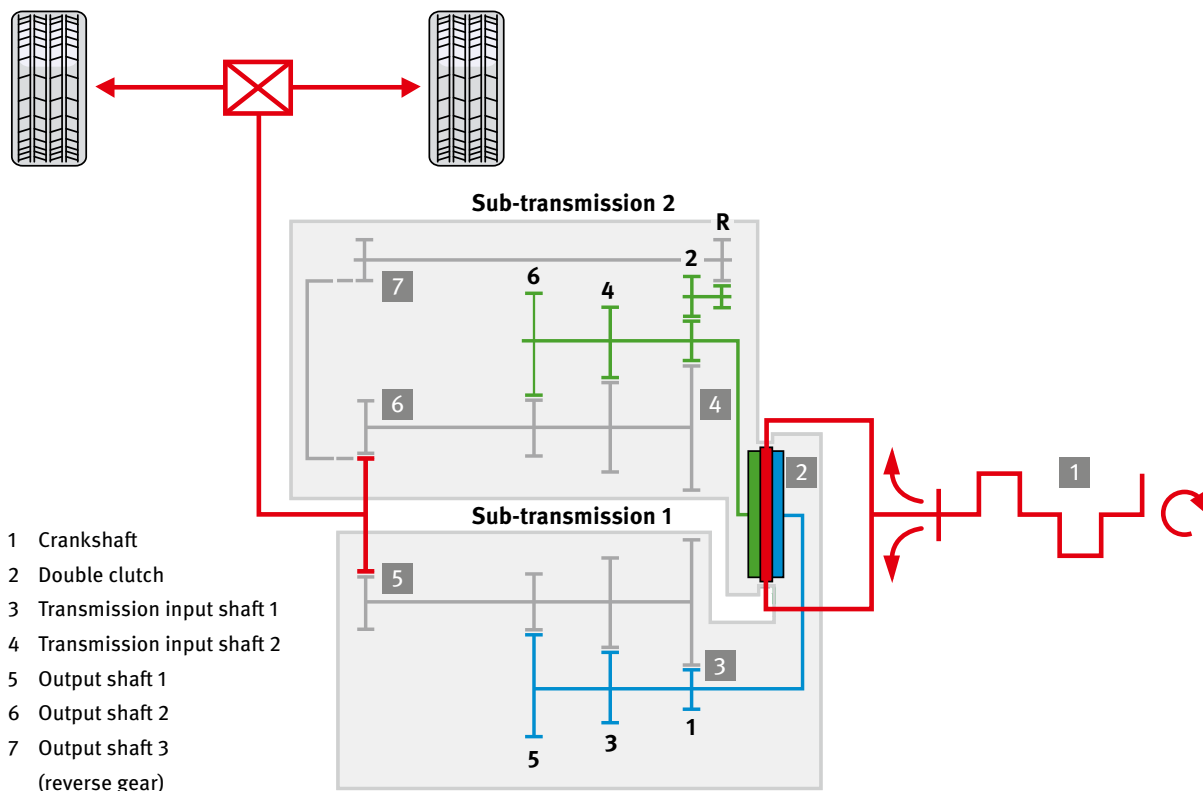 Sub-transmission 2
R
2
6
4
7
6
4
2
1
Sub-transmission 1
5
3
1
3
5
1 Crankshaft
2 Double clutch
3 Transmission input shaft 1
4 Transmission input shaft 2
5 Output shaft 1
6 Output shaft 2
7 Output shaft 3
(reverse gear)